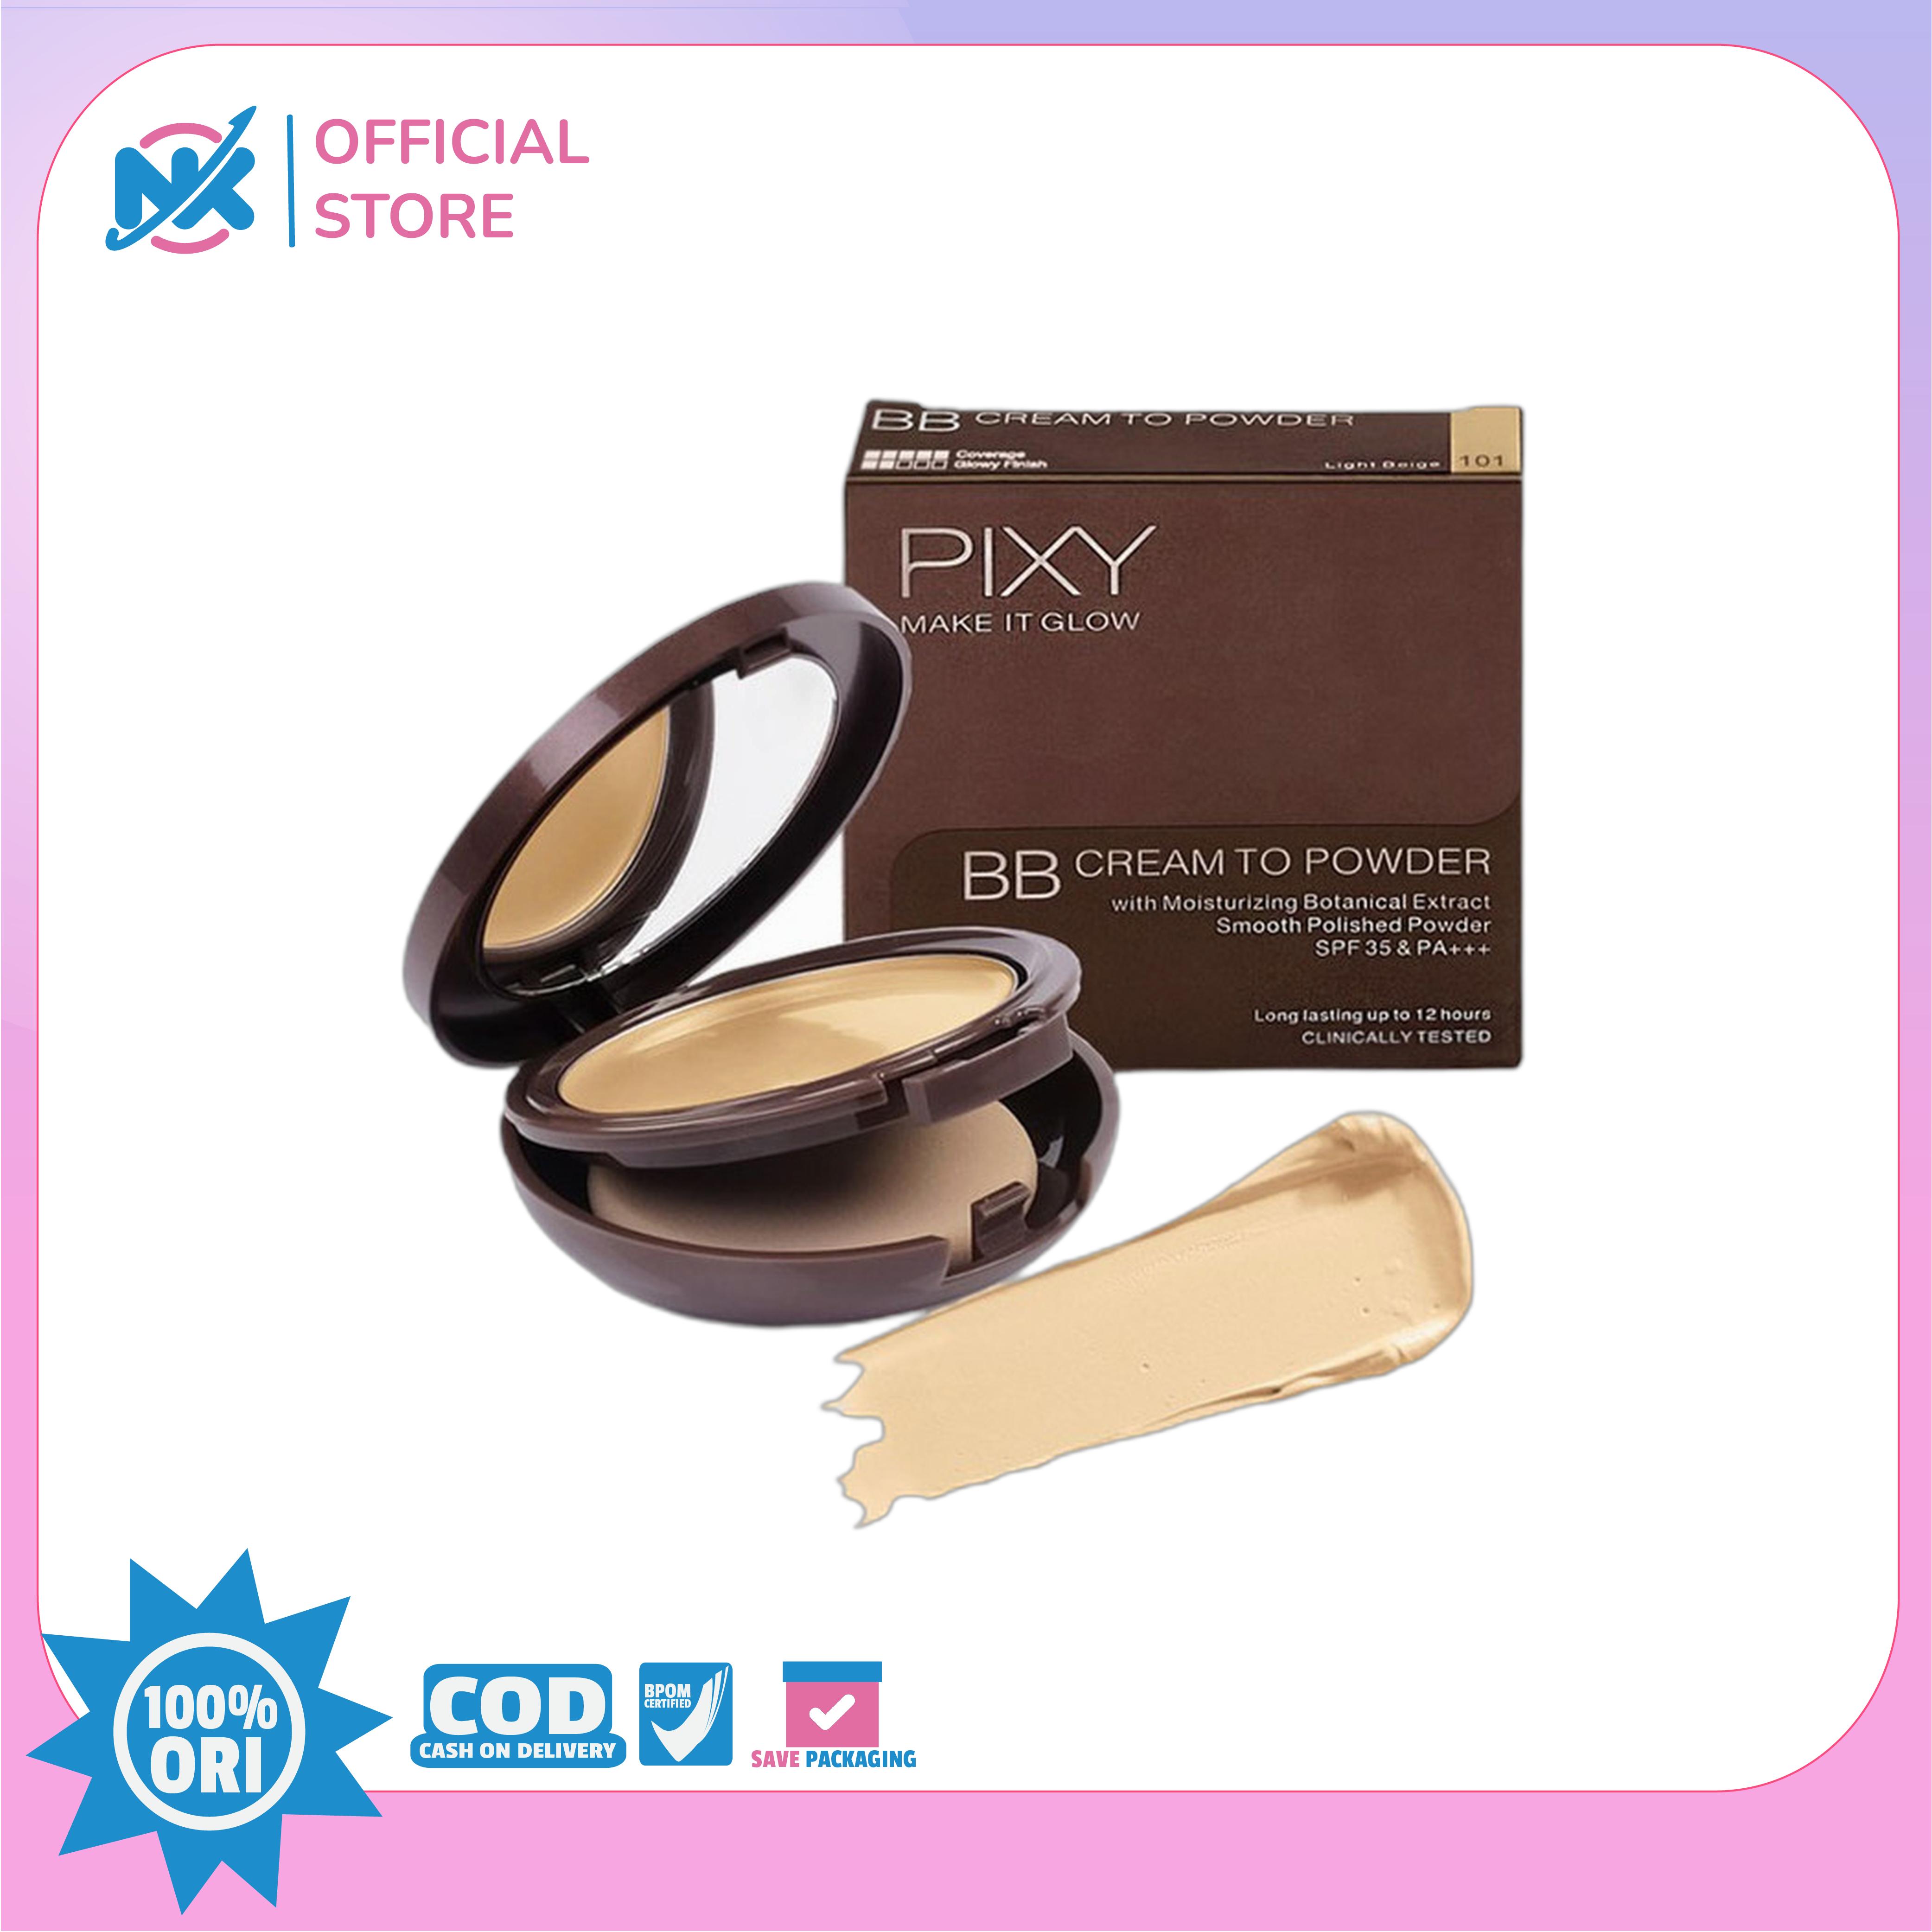 NK
OFFICIAL
STORE
BB CREAM TO POWDER
Coverage
Glowy Finish
Light Beige 101
PIXY
MAKE IT GLOW
BB CREAM TO POWDER
with Moisturizing Botanical Extract
Smooth Polished Powder
SPF 35 & PA+++
Long lasting up to 12 hours
CLINICALLY TESTED
100%
ORI
COD
CASH ON DELIVERY
BPOM
CERTIFIED
SAVE PACKAGING